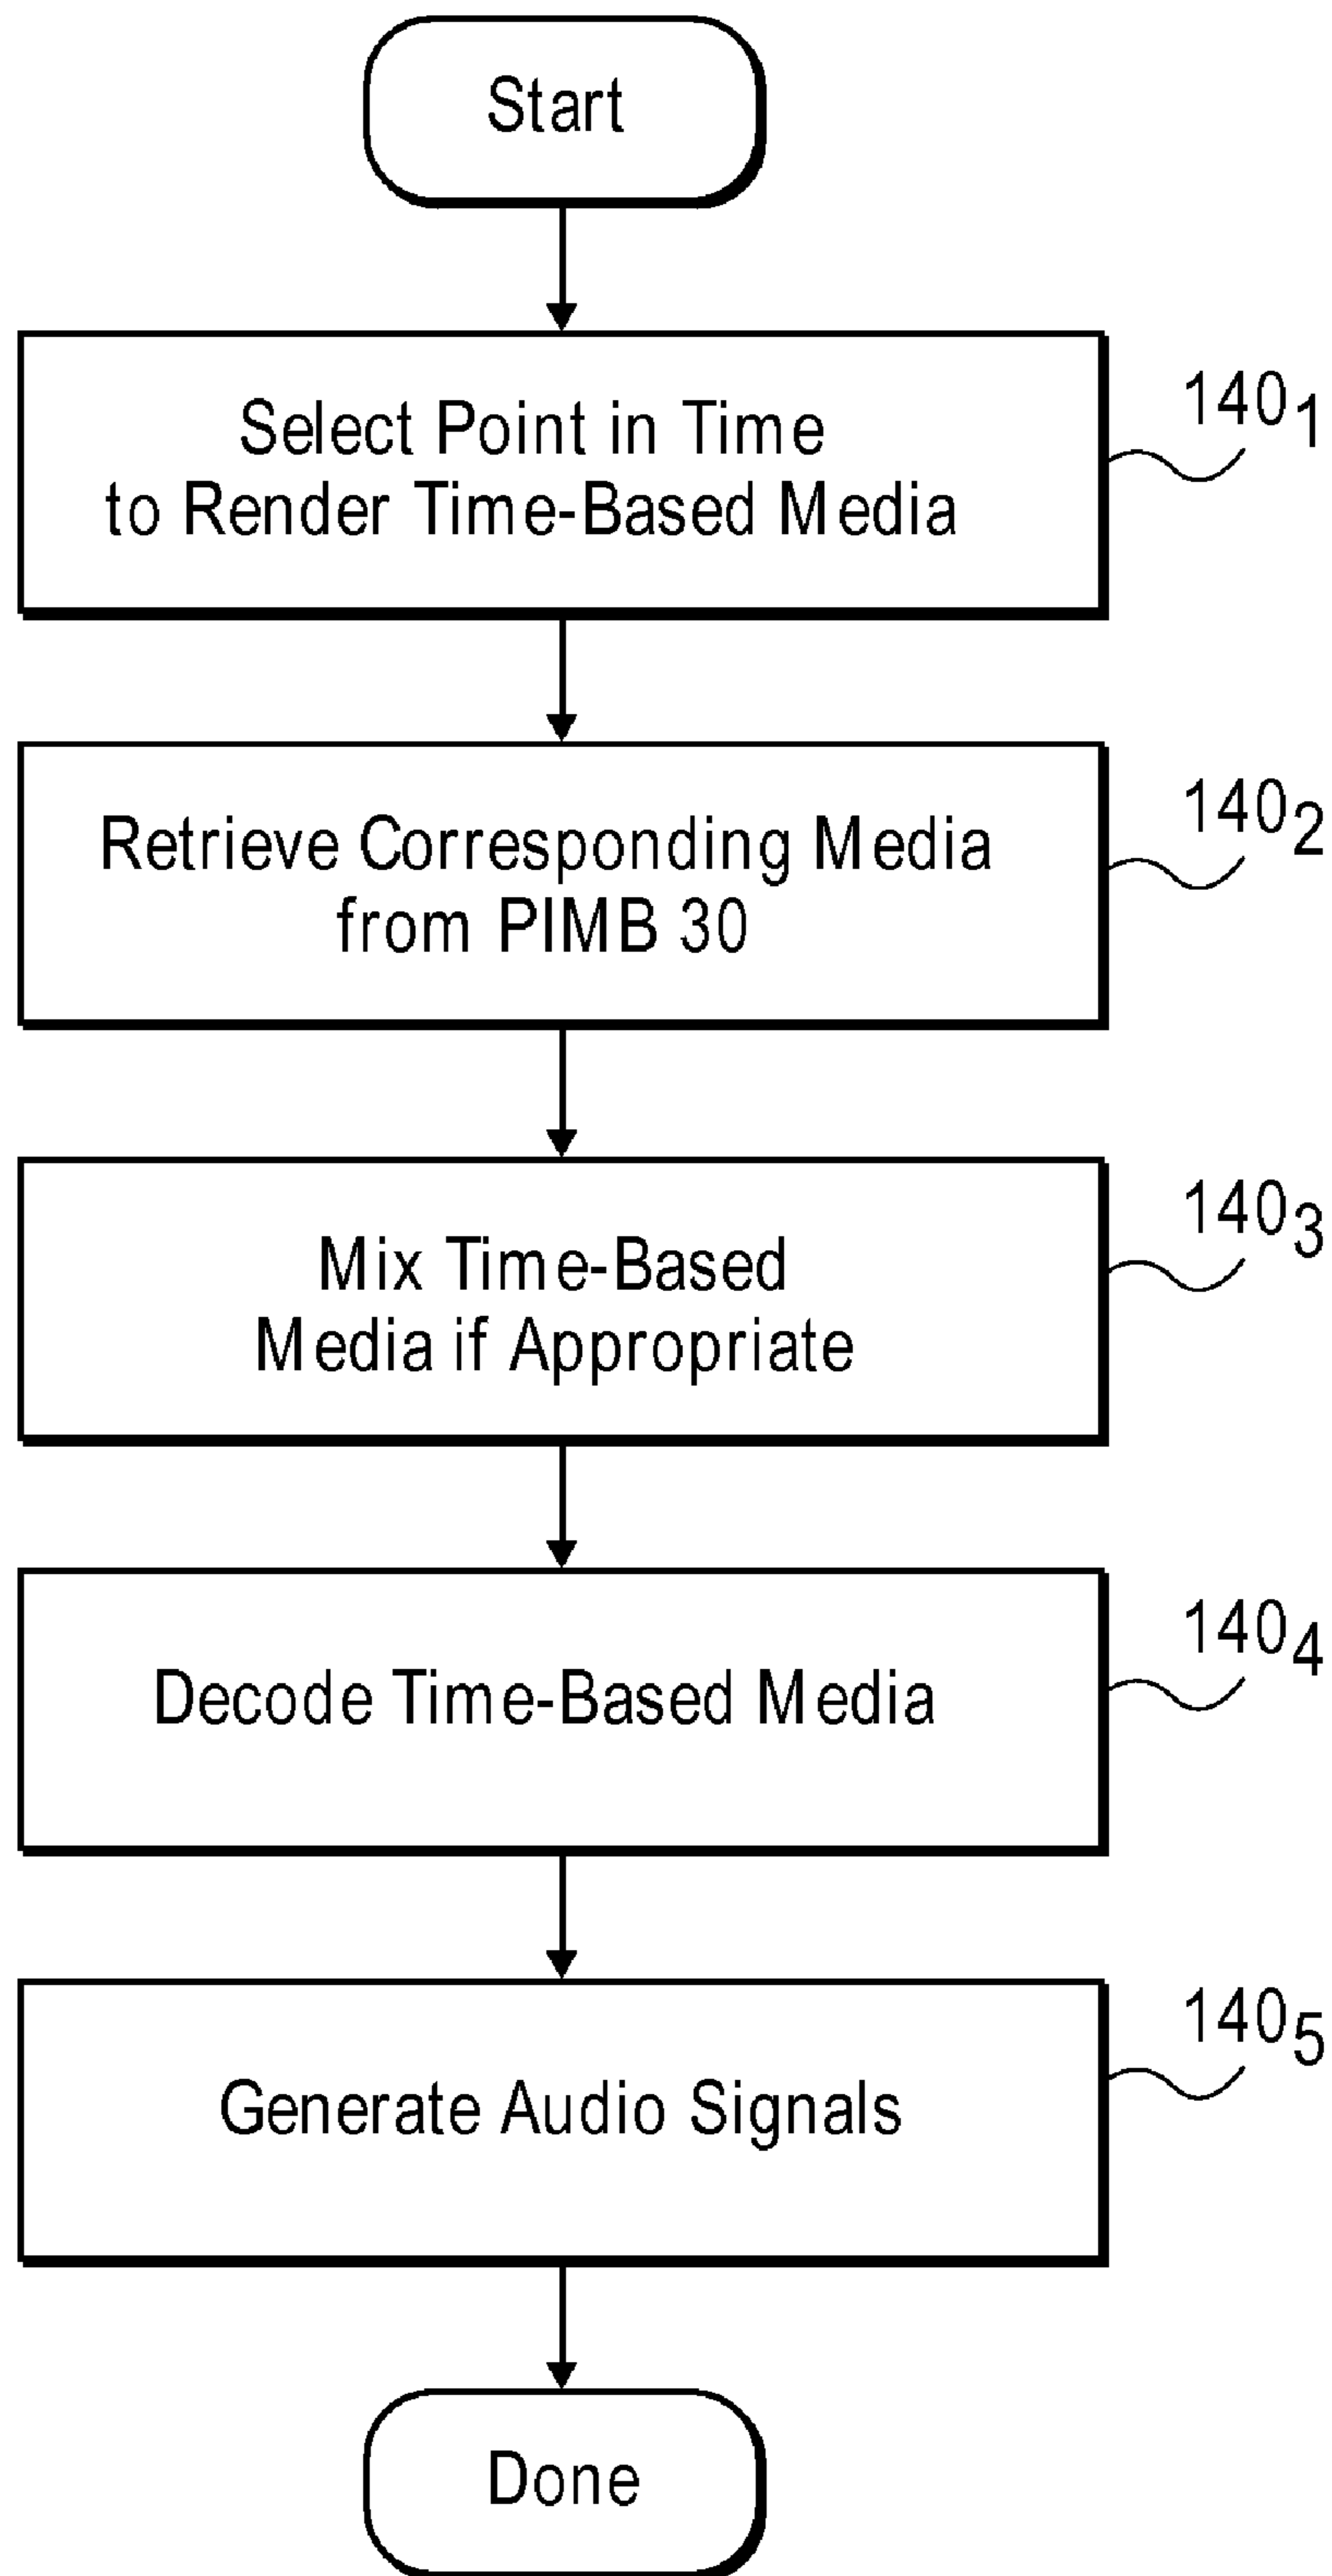 Start
Select Point in Time
to Render Time-Based Media
140₁
Retrieve Corresponding Media
from PIMB 30
140₂
Mix Time-Based
Media if Appropriate
140₃
Decode Time-Based Media
140₄
Generate Audio Signals
140₅
Done